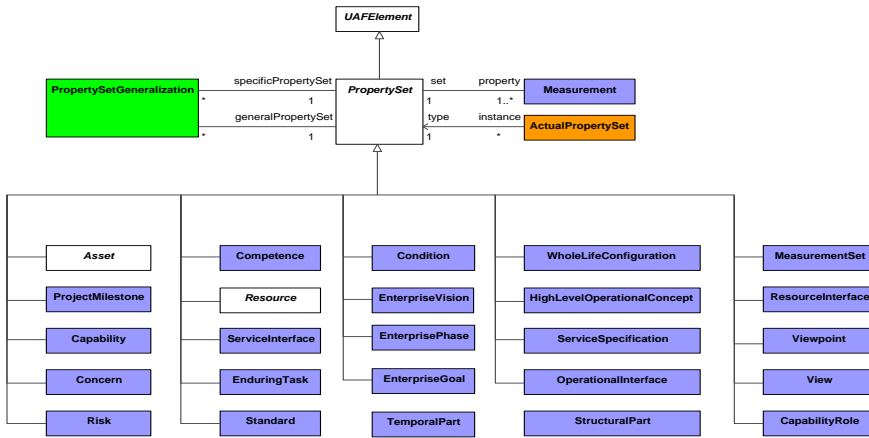 UAFElement
specificPropertySet set property
PropertySetGeneralization PropertySet Measurement
* 1 1 1..*
generalPropertySet type instance
ActualPropertySet
* 1 1 *
Asset Competence Condition WholeLifeConfiguration MeasurementSet
ProjectMilestone Resource EnterpriseVision HighLevelOperationalConcept ResourceInterface
Capability ServiceInterface EnterprisePhase ServiceSpecification Viewpoint
Concern EnduringTask EnterpriseGoal OperationalInterface View
Risk Standard TemporalPart StructuralPart CapabilityRole